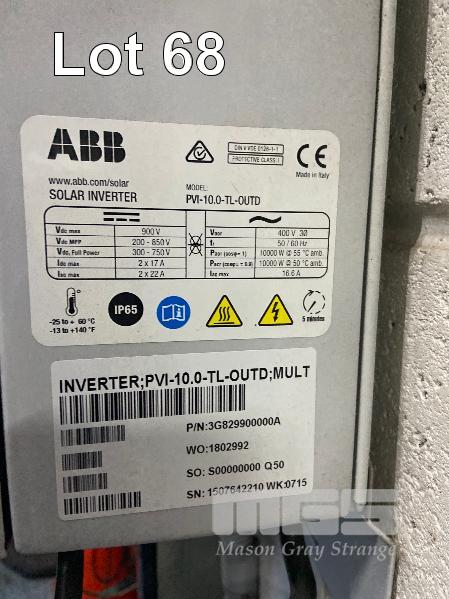 Lot 68
ABB
DIN V VDE 0126-1-1
PROTECTIVE CLASS: I
CE
Made in Italy
www.abb.com/solar
SOLAR INVERTER
MODEL:
PVI-10.0-TL-OUTD
Vdc max 900 V
Vdc MPP 200 - 850 V
Vdc, Full Power 300 - 750 V
Idc max 2 x 17 A
Isc max 2 x 22 A
Vacr 400 V 3Ø
fr 50 / 60 Hz
Pacr (cosφ= 1) 10000 W @ 55 °C amb.
Pacr (cosφ= ± 0.9) 10000 W @ 50 °C amb.
Iac max 16.6 A
-25 to + 60 °C
-13 to +140 °F
IP65
5 minutes
INVERTER;PVI-10.0-TL-OUTD;MULT
P/N:3G829900000A
WO:1802992
SO: S00000000 Q50
SN: 1507642210 WK:0715
MGS
Mason Gray Strange